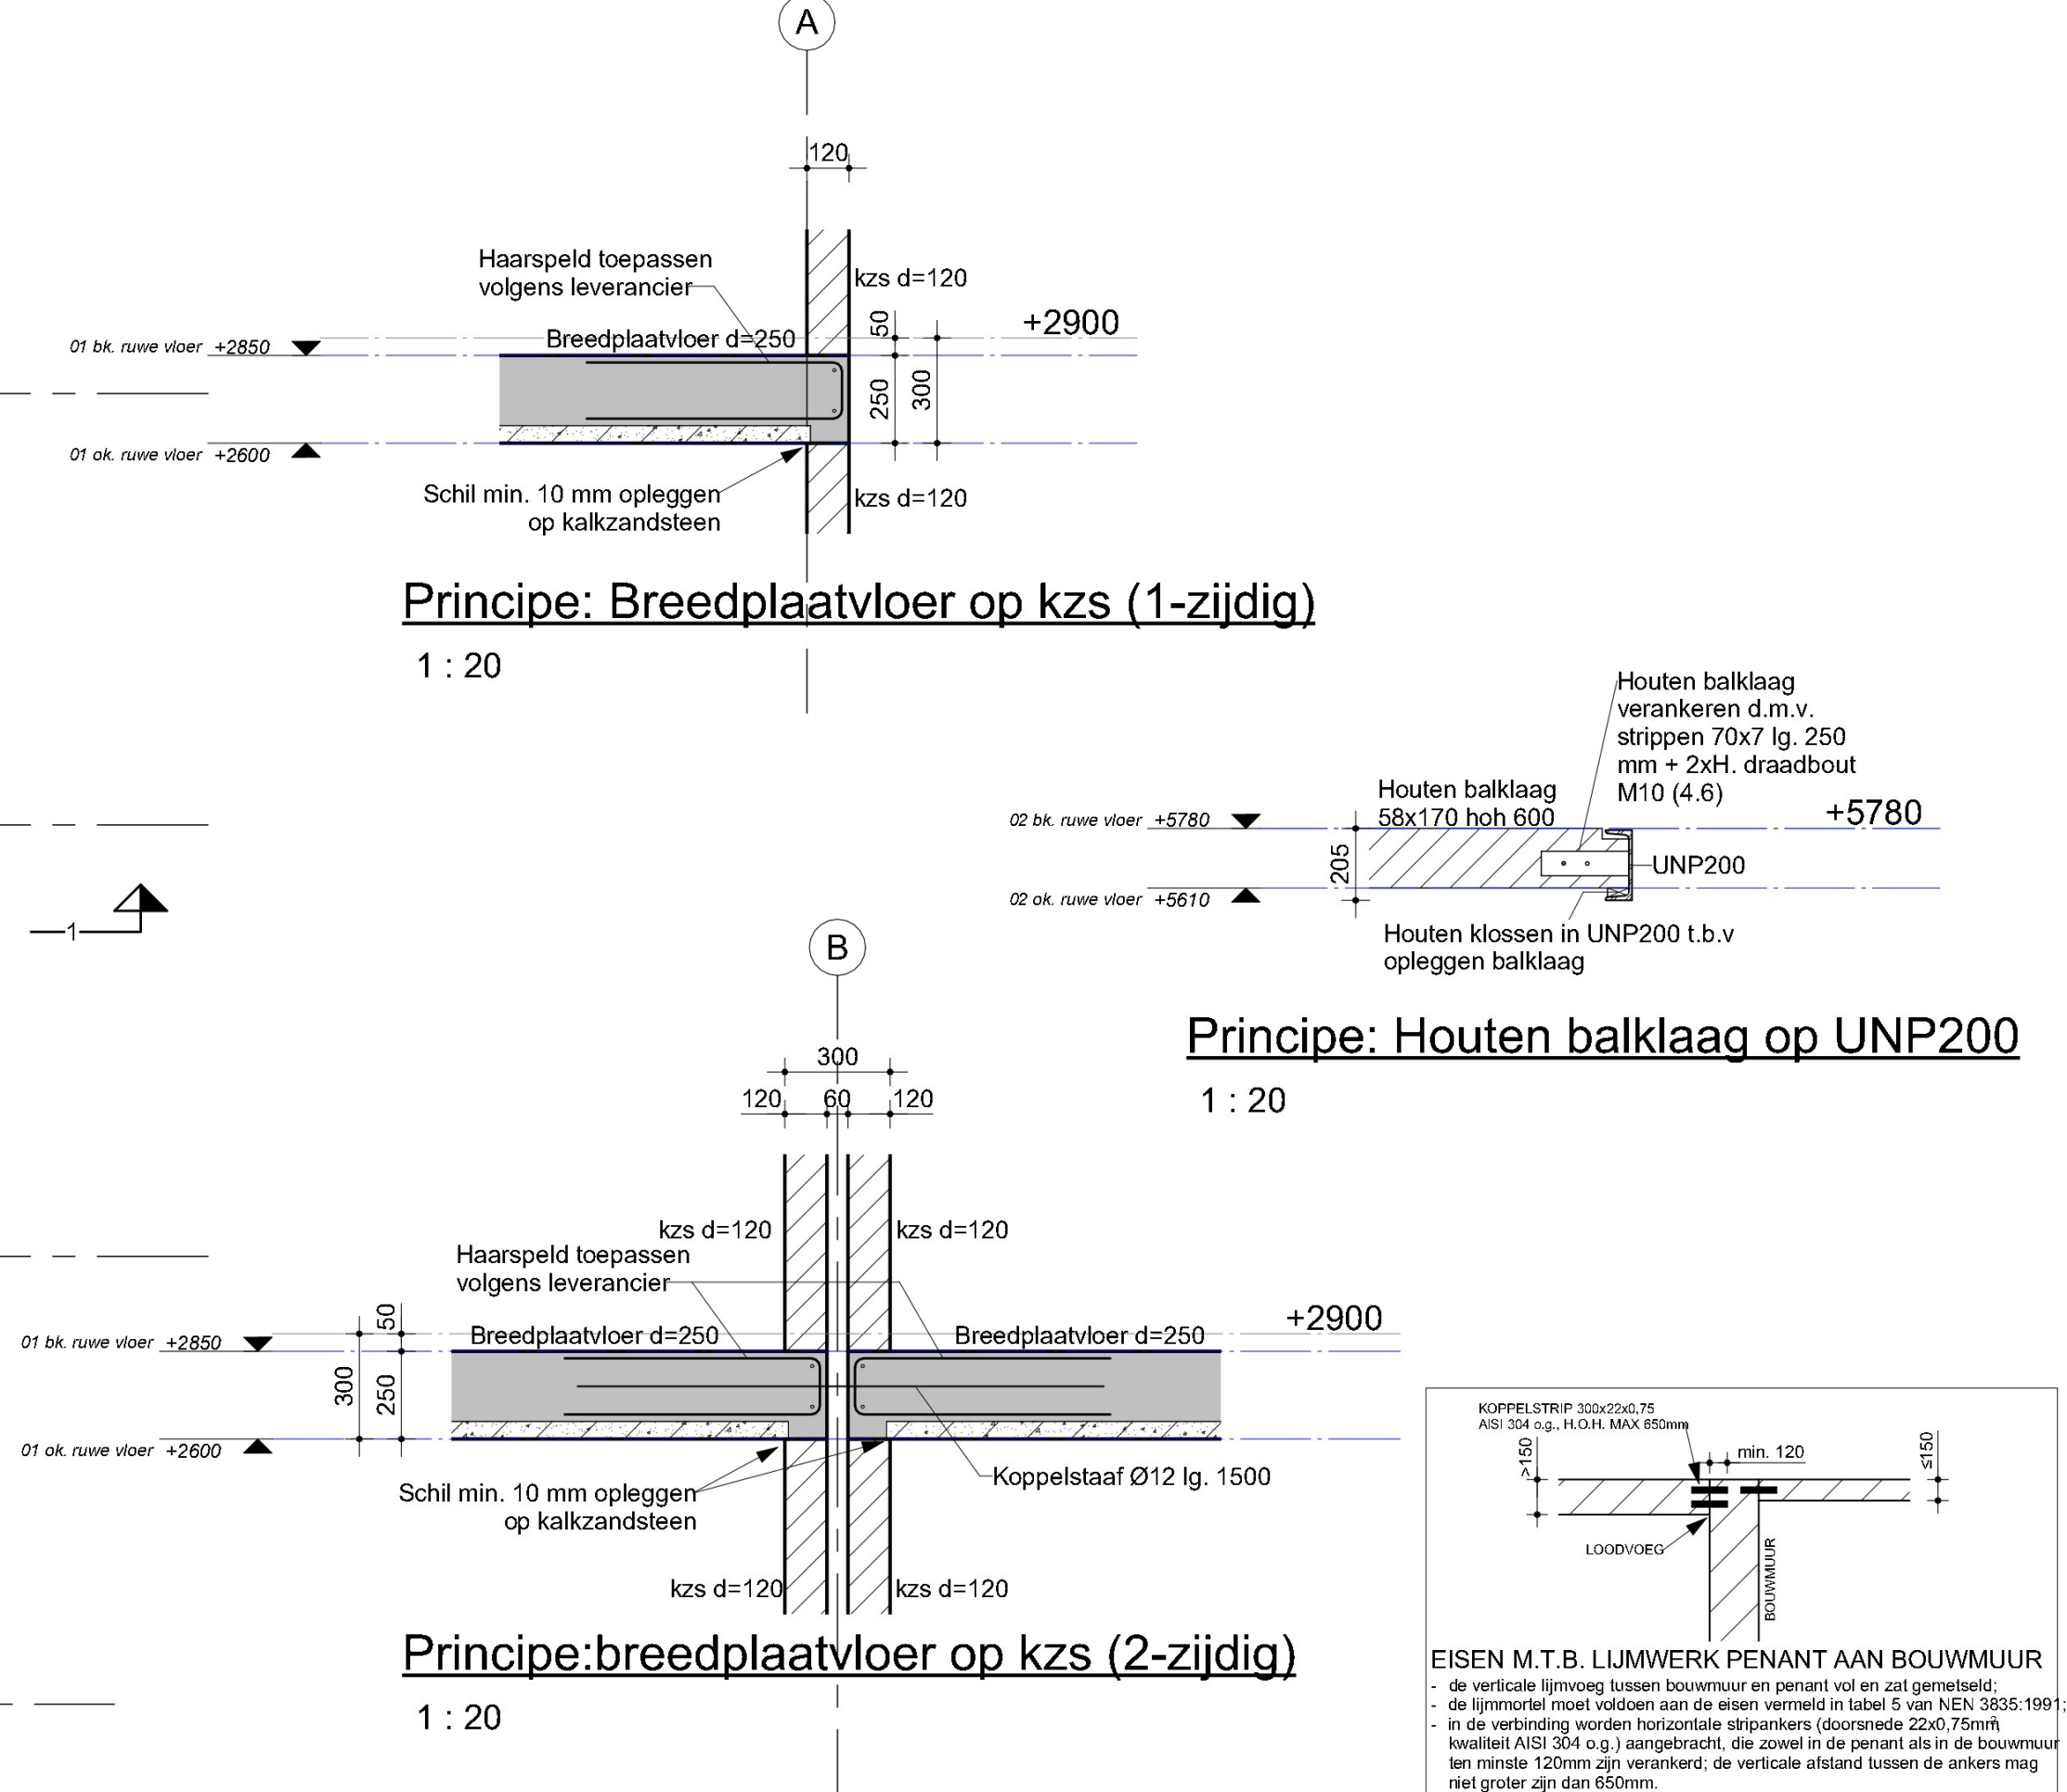 A
120
Haarspeld toepassen
volgens leverancier
kzs d=120
50
+2900
01 bk. ruwe vloer +2850
Breedplaatvloer d=250
250
300
01 ok. ruwe vloer +2600
Schil min. 10 mm opleggen
op kalkzandsteen
kzs d=120
Principe: Breedplaatvloer op kzs (1-zijdig)
1 : 20
Houten balklaag
verankeren d.m.v.
strippen 70x7 lg. 250
mm + 2xH. draadbout
M10 (4.6)
Houten balklaag
58x170 hoh 600
02 bk. ruwe vloer +5780
+5780
205
UNP200
02 ok. ruwe vloer +5610
Houten klossen in UNP200 t.b.v
opleggen balklaag
Principe: Houten balklaag op UNP200
1 : 20
1
B
300
120 60 120
kzs d=120 kzs d=120
Haarspeld toepassen
volgens leverancier
50
+2900
01 bk. ruwe vloer +2850
Breedplaatvloer d=250 Breedplaatvloer d=250
300
250
01 ok. ruwe vloer +2600
Koppelstaaf Ø12 lg. 1500
Schil min. 10 mm opleggen
op kalkzandsteen
kzs d=120 kzs d=120
Principe:breedplaatvloer op kzs (2-zijdig)
1 : 20
KOPPELSTRIP 300x22x0,75
AISI 304 o.g., H.O.H. MAX 650mm
>150
min. 120
≤150
LOODVOEG
BOUWMUUR
EISEN M.T.B. LIJMWERK PENANT AAN BOUWMUUR
- de verticale lijmvoeg tussen bouwmuur en penant vol en zat gemetseld;
- de lijmmortel moet voldoen aan de eisen vermeld in tabel 5 van NEN 3835:1991;
- in de verbinding worden horizontale stripankers (doorsnede 22x0,75mm²,
kwaliteit AISI 304 o.g.) aangebracht, die zowel in de penant als in de bouwmuur
ten minste 120mm zijn verankerd; de verticale afstand tussen de ankers mag
niet groter zijn dan 650mm.